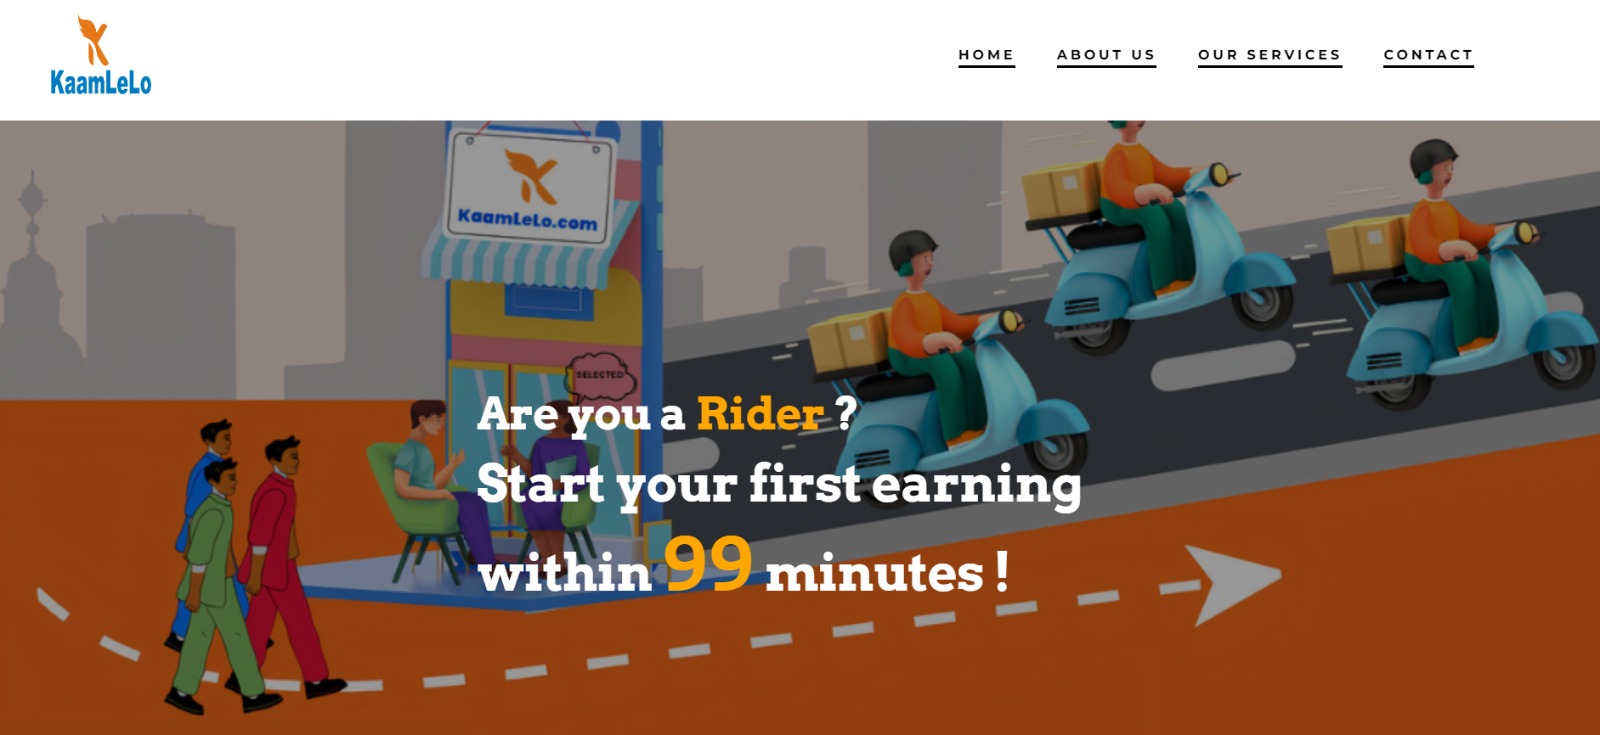 KaamLeLo
HOME ABOUT US OUR SERVICES CONTACT
KaamLeLo.com
SELECTED
Are you a Rider ?
Start your first earning
within 99 minutes !